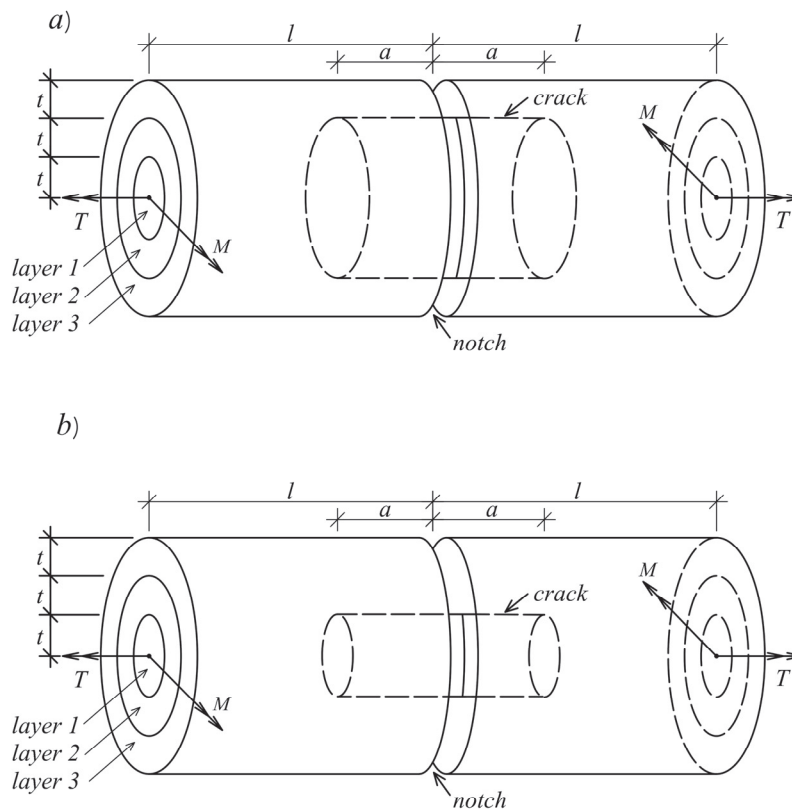 a)
l l
a a
t
t
t
crack
M
T
M
T
layer 1
layer 2
layer 3
notch
b)
l l
a a
t
t
t
crack
M
T
M
T
layer 1
layer 2
layer 3
notch